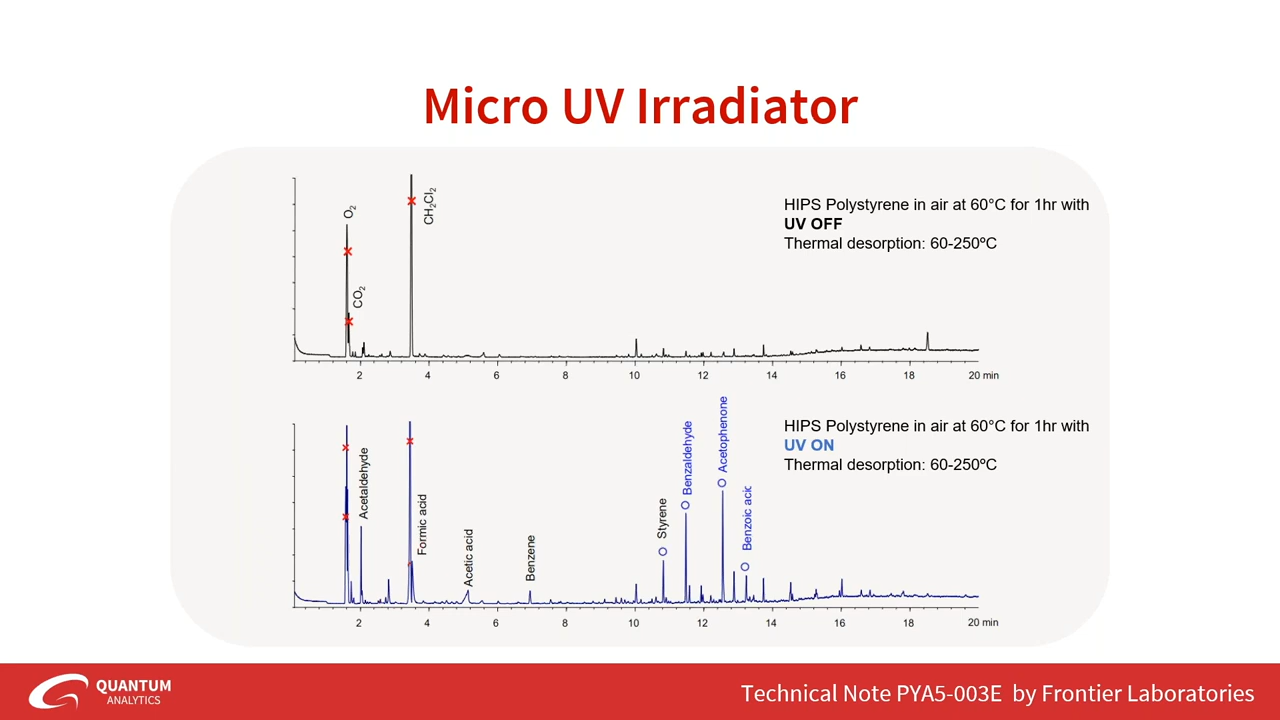 Micro UV Irradiator
O2
CO2
CH2Cl2
HIPS Polystyrene in air at 60°C for 1hr with
UV OFF
Thermal desorption: 60-250ºC
2 4 6 8 10 12 14 16 18 20 min
Acetaldehyde
Formic acid
Acetic acid
Benzene
Styrene
Benzaldehyde
Acetophenone
Benzoic acid
HIPS Polystyrene in air at 60°C for 1hr with
UV ON
Thermal desorption: 60-250ºC
2 4 6 8 10 12 14 16 18 20 min
QUANTUM
ANALYTICS
Technical Note PYA5-003E by Frontier Laboratories